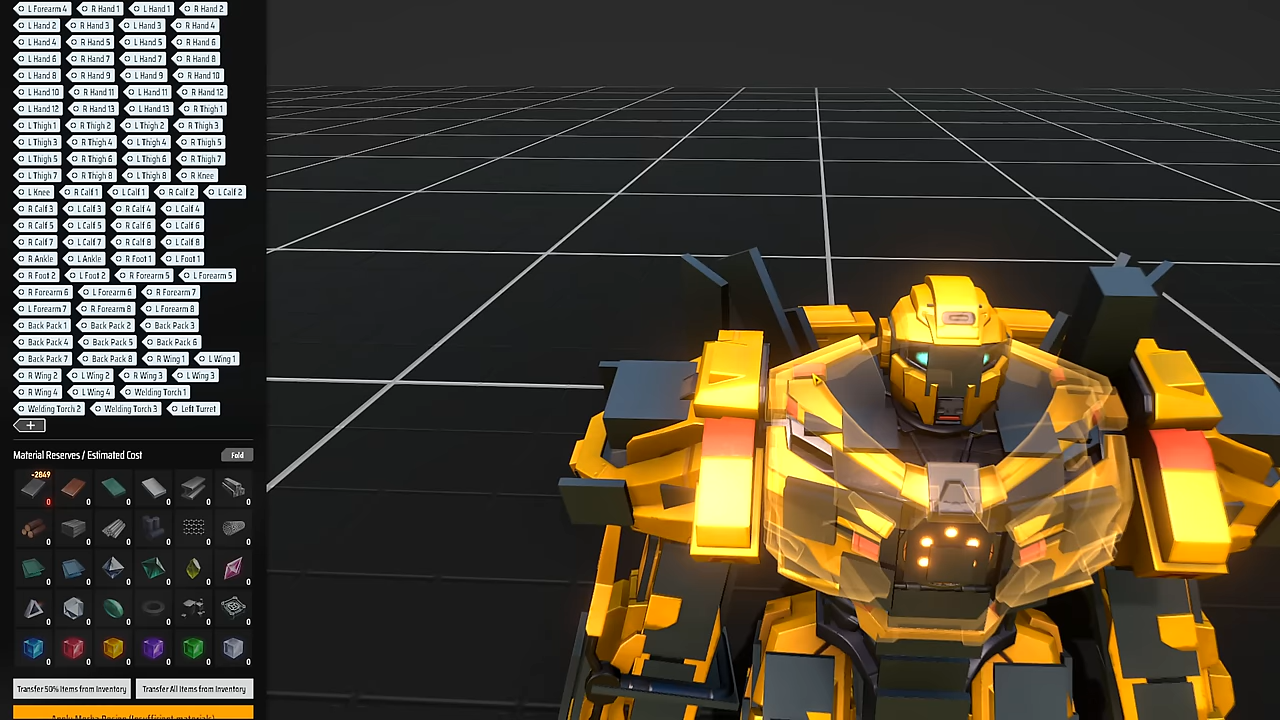 L Forearm 4 R Hand 1 L Hand 1 R Hand 2
L Hand 2 R Hand 3 L Hand 3 R Hand 4
L Hand 4 R Hand 5 L Hand 5 R Hand 6
L Hand 6 R Hand 7 L Hand 7 R Hand 8
L Hand 8 R Hand 9 L Hand 9 R Hand 10
L Hand 10 R Hand 11 L Hand 11 R Hand 12
L Hand 12 R Hand 13 L Hand 13 R Thigh 1
L Thigh 1 R Thigh 2 L Thigh 2 R Thigh 3
L Thigh 3 R Thigh 4 L Thigh 4 R Thigh 5
L Thigh 5 R Thigh 6 L Thigh 6 R Thigh 7
L Thigh 7 R Thigh 8 L Thigh 8 R Knee
L Knee R Calf 1 L Calf 1 R Calf 2 L Calf 2
R Calf 3 L Calf 3 R Calf 4 L Calf 4
R Calf 5 L Calf 5 R Calf 6 L Calf 6
R Calf 7 L Calf 7 R Calf 8 L Calf 8
R Ankle L Ankle R Foot 1 L Foot 1
R Foot 2 L Foot 2 R Forearm 5 L Forearm 5
R Forearm 6 L Forearm 6 R Forearm 7
L Forearm 7 R Forearm 8 L Forearm 8
Back Pack 1 Back Pack 2 Back Pack 3
Back Pack 4 Back Pack 5 Back Pack 6
Back Pack 7 Back Pack 8 R Wing 1 L Wing 1
R Wing 2 L Wing 2 R Wing 3 L Wing 3
R Wing 4 L Wing 4 Welding Torch 1
Welding Torch 2 Welding Torch 3 Left Turret
+
Material Reserves / Estimated Cost Fold
-2849
0 0 0 0 0 0
0 0 0 0 0 0
0 0 0 0 0 0
0 0 0 0 0 0
0 0 0 0 0 0
Transfer 50% Items from Inventory Transfer All Items from Inventory
Apply Mecha Design (Insufficient materials)